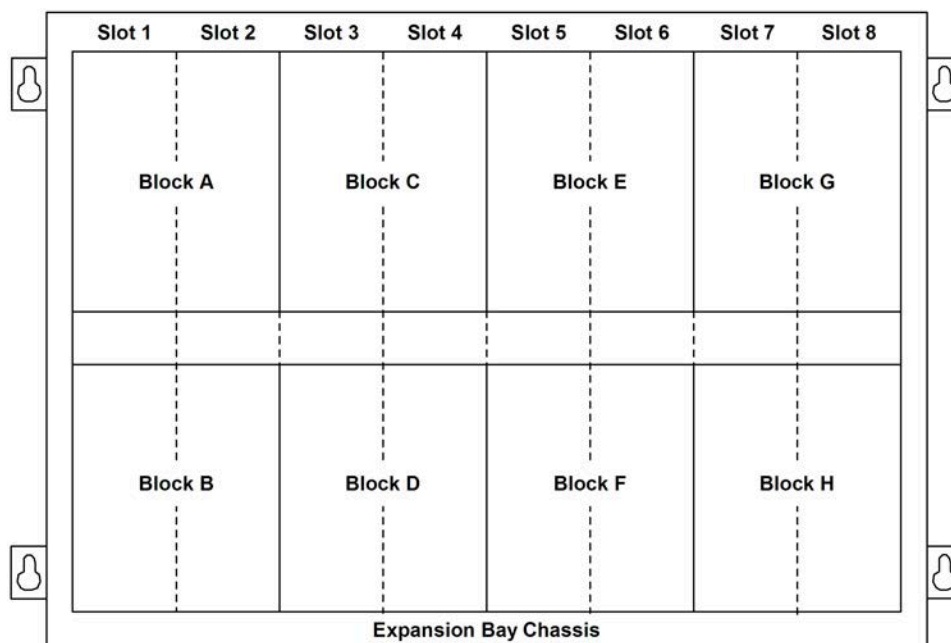 Slot 1 Slot 2 Slot 3 Slot 4 Slot 5 Slot 6 Slot 7 Slot 8
Block A Block C Block E Block G
Block B Block D Block F Block H
Expansion Bay Chassis